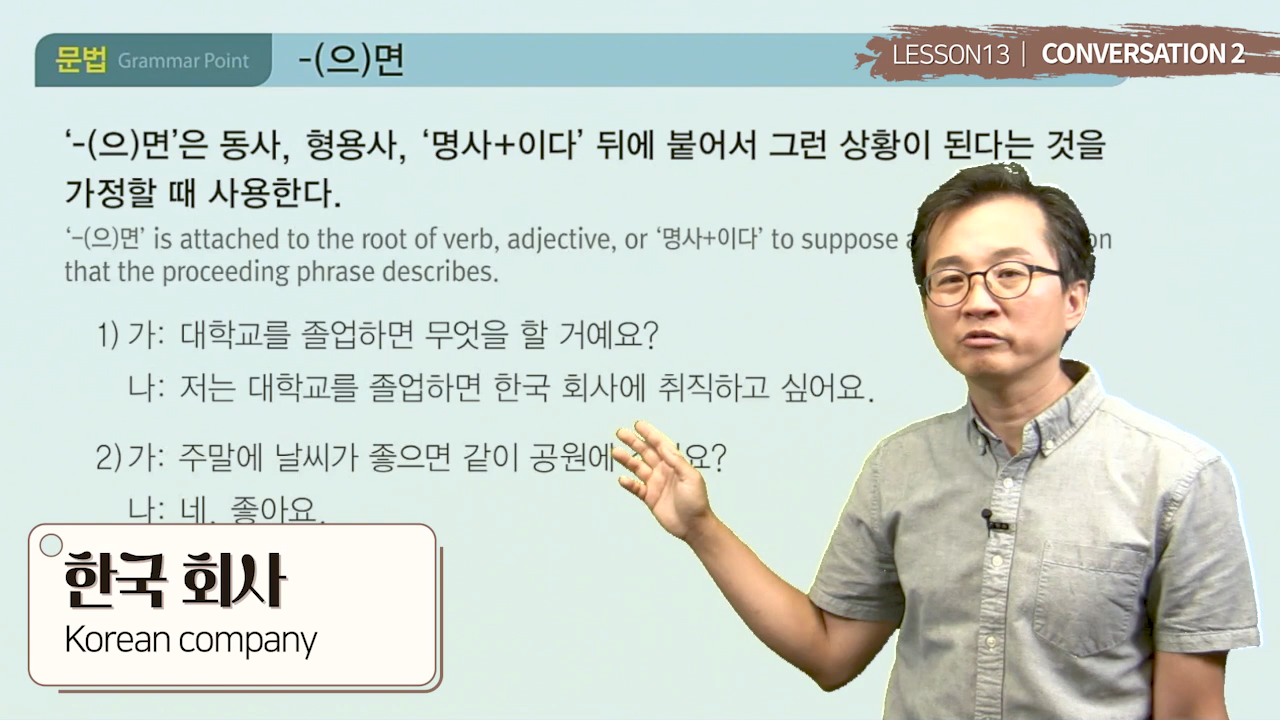 문법 Grammar Point -(으)면
LESSON13 | CONVERSATION 2
‘-(으)면’은 동사, 형용사, ‘명사+이다’ 뒤에 붙어서 그런 상황이 된다는 것을
가정할 때 사용한다.
‘-(으)면’ is attached to the root of verb, adjective, or ‘명사+이다’ to suppose
that the proceeding phrase describes.
1) 가: 대학교를 졸업하면 무엇을 할 거예요?
나: 저는 대학교를 졸업하면 한국 회사에 취직하고 싶어요.
2) 가: 주말에 날씨가 좋으면 같이 공원에
나: 네, 좋아요.
한국 회사
Korean company